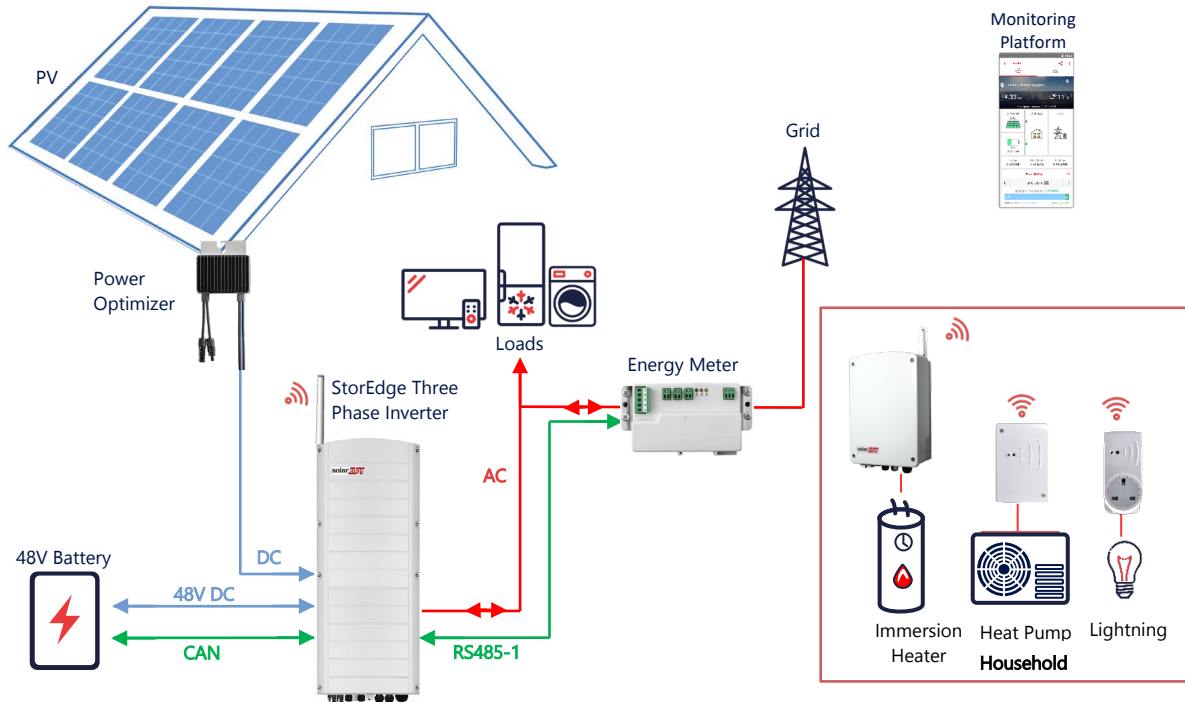 Monitoring
Platform
PV
Grid
Power
Optimizer
Loads
Energy Meter
StorEdge Three
Phase Inverter
solar
AC
48V Battery
DC
48V DC
CAN
RS485-1
Immersion
Heater
Heat Pump
Lightning
Household